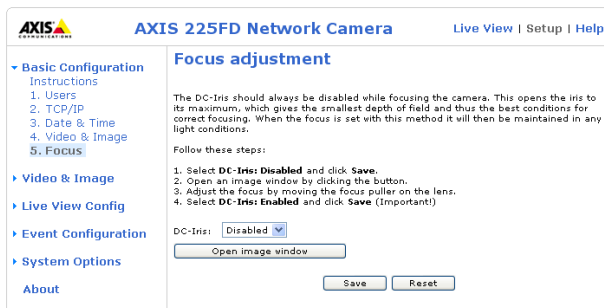 AXIS
COMMUNICATIONS
AXIS 225FD Network Camera
Live View | Setup | Help
Basic Configuration
Instructions
1. Users
2. TCP/IP
3. Date & Time
4. Video & Image
5. Focus
Video & Image
Live View Config
Event Configuration
System Options
About
Focus adjustment
The DC-Iris should always be disabled while focusing the camera. This opens the iris to
its maximum, which gives the smallest depth of field and thus the best conditions for
correct focusing. When the focus is set with this method it will then be maintained in any
light conditions.
Follow these steps:
1. Select DC-Iris: Disabled and click Save.
2. Open an image window by clicking the button.
3. Adjust the focus by moving the focus puller on the lens.
4. Select DC-Iris: Enabled and click Save (Important!)
DC-Iris: Disabled
Open image window
Save Reset